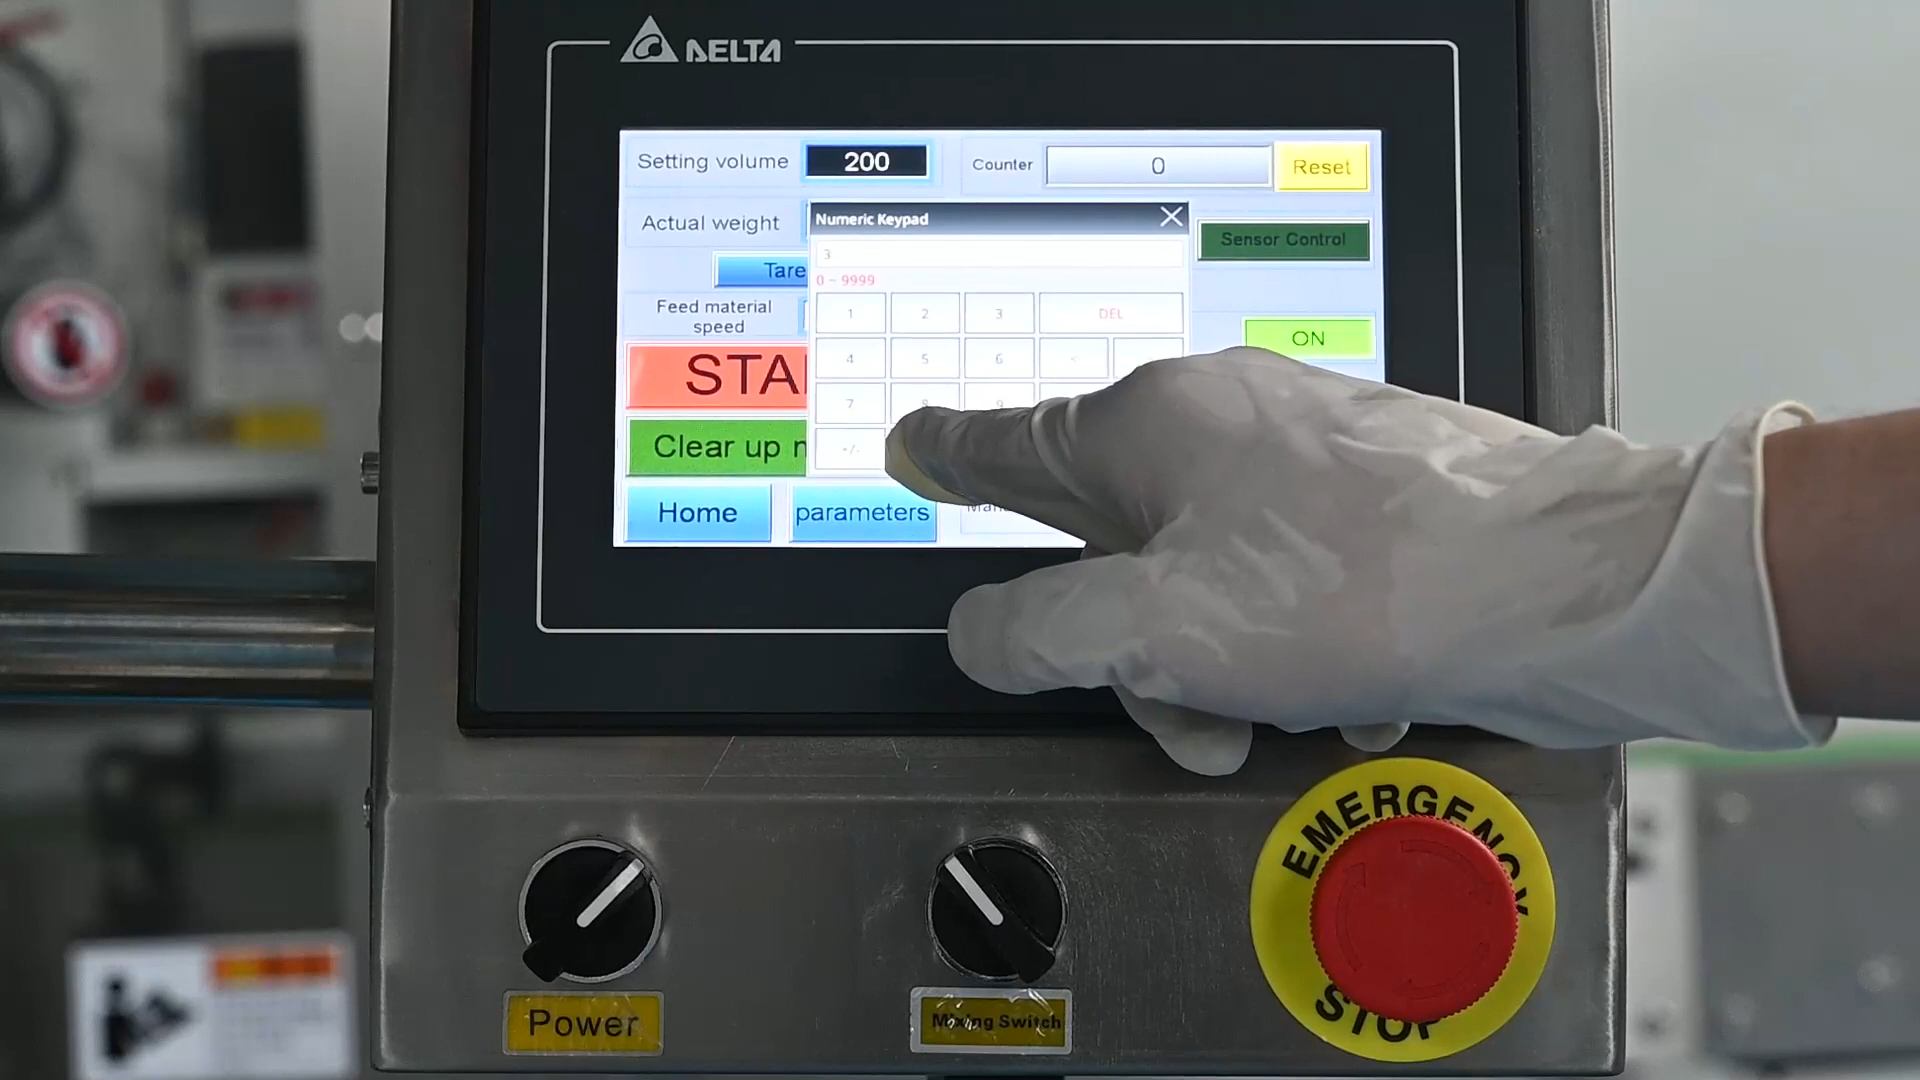 DELTA
Setting volume 200
Counter 0 Reset
Actual weight
Numeric Keypad
Sensor Control
3
Tare
0 ~ 9999
Feed material
speed
1 2 3 DEL
ON
4 5 6 <
STA
7 8 9
Clear up
+/-
Home parameters
EMERGENCY
STOP
Power
Mixing Switch